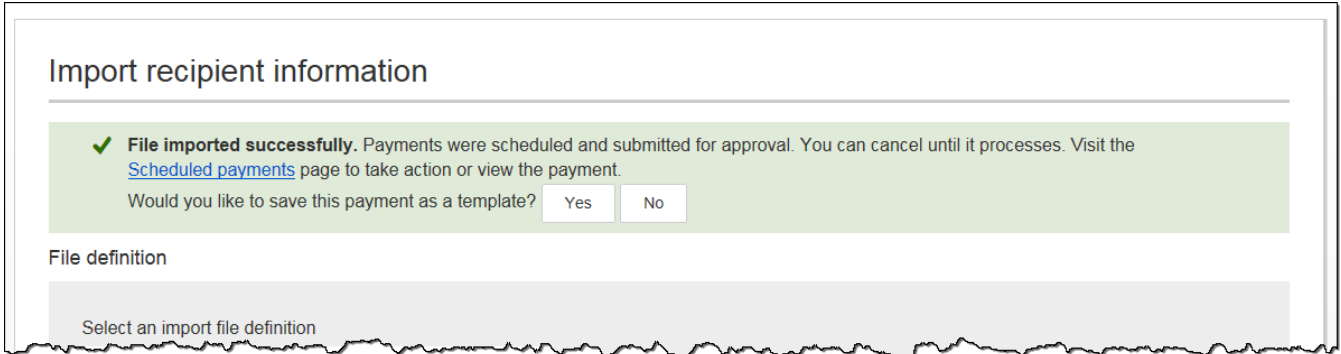 Import recipient information
File imported successfully. Payments were scheduled and submitted for approval. You can cancel until it processes. Visit the
Scheduled payments page to take action or view the payment.
Would you like to save this payment as a template? Yes No
File definition
Select an import file definition